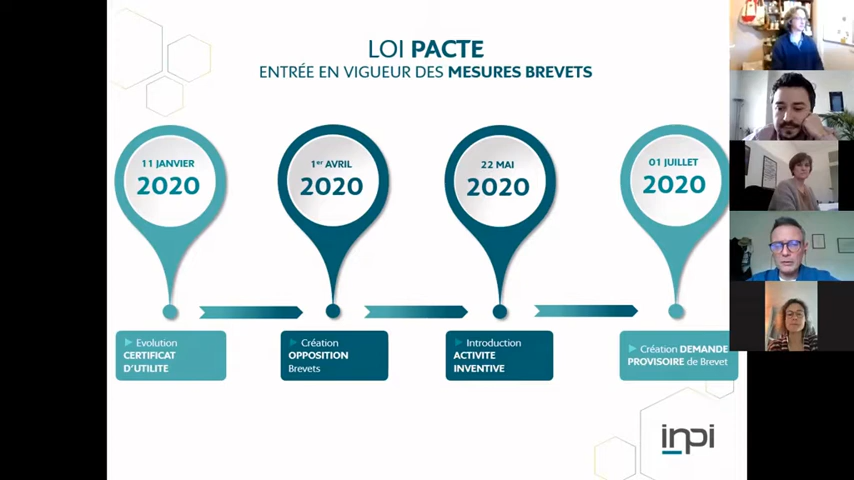 LOI PACTE
ENTRÉE EN VIGUEUR DES MESURES BREVETS
11 JANVIER
2020
1er AVRIL
2020
22 MAI
2020
01 JUILLET
2020
Evolution
CERTIFICAT
D'UTILITE
Création
OPPOSITION
Brevets
Introduction
ACTIVITE
INVENTIVE
Création DEMANDE
PROVISOIRE de Brevet
inpi